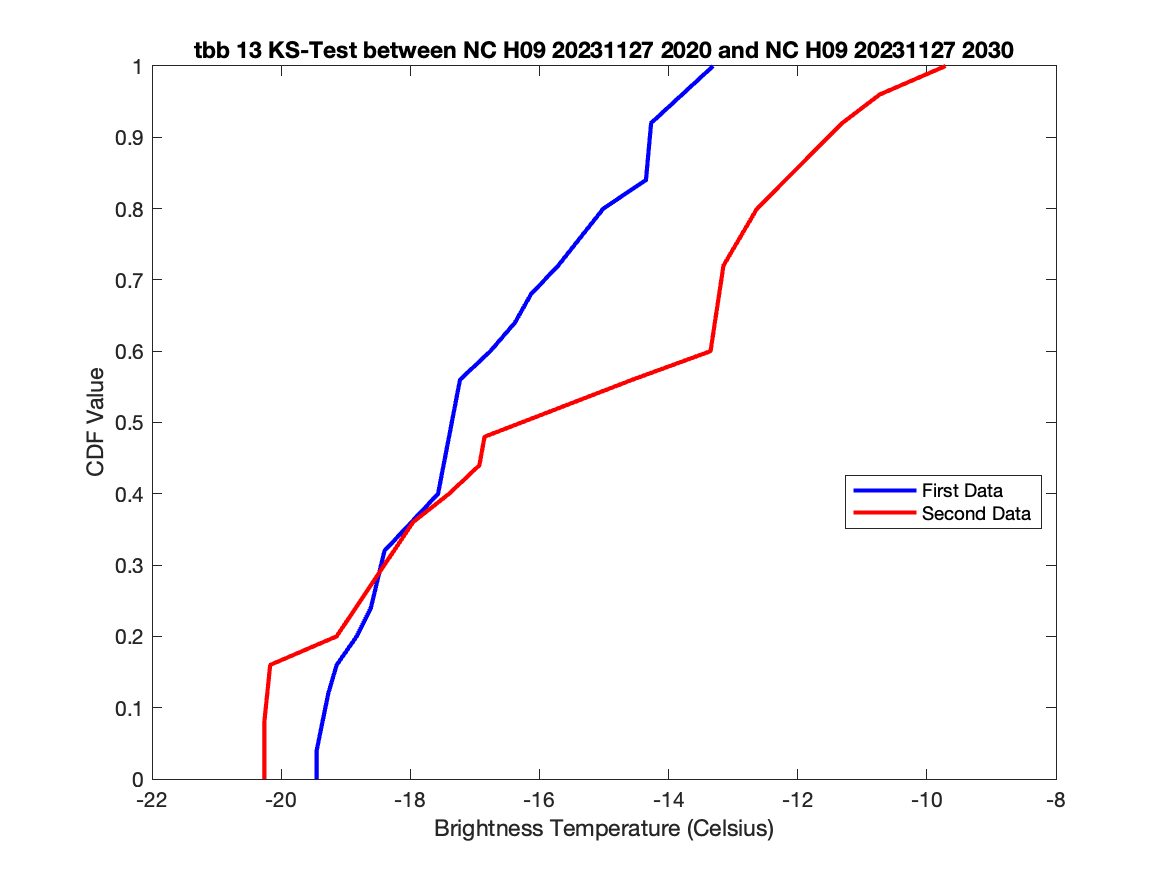 tbb 13 KS-Test between NC H09 20231127 2020 and NC H09 20231127 2030
1
0.9
0.8
0.7
0.6
0.5
0.4
0.3
0.2
0.1
0
CDF Value
First Data
Second Data
-22 -20 -18 -16 -14 -12 -10 -8
Brightness Temperature (Celsius)